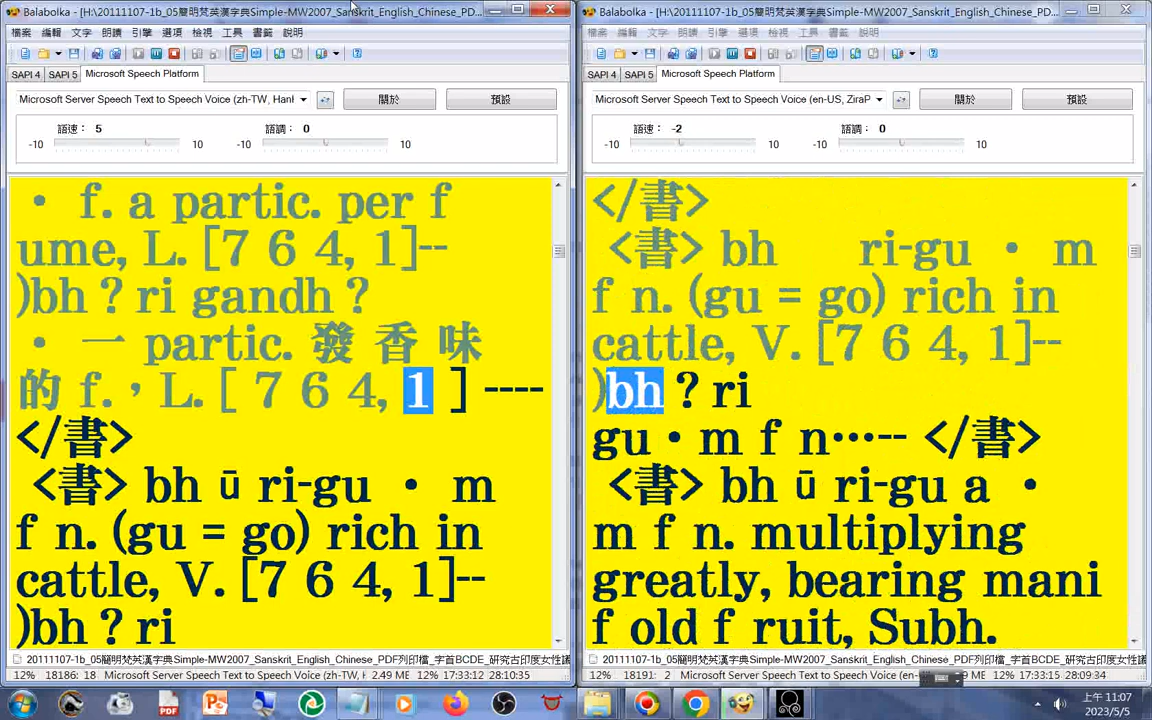 Balabolka - [H:\20111107-1b_05簡明梵英漢字典Simple-MW2007_Sanskrit_English_Chinese_PD...
檔案 編輯 文字 朗讀 引擎 選項 檢視 工具 書籤 說明
SAPI 4 SAPI 5 Microsoft Speech Platform
Microsoft Server Speech Text to Speech Voice (zh-TW, HanI
關於
預設
語速： 5
語調： 0
-10 10 -10 10
• f. a partic. per f
ume, L. [7 6 4, 1]--
)bh ? ri gandh ?
• 一 partic. 發 香 味
的 f.，L. [ 7 6 4, 1 ] ----
</書>
<書> bh ū ri-gu • m
f n. (gu = go) rich in
cattle, V. [7 6 4, 1]--
)bh ? ri
20111107-1b_05簡明梵英漢字典Simple-MW2007_Sanskrit_English_Chinese_PDF列印檔_字首BCDE_研究古印度女性議
12% 18186: 18 Microsoft Server Speech Text to Speech Voice (zh-TW, H 2.49 ME 12% 17:33:12 28:10:35
Balabolka - [H:\20111107-1b_05簡明梵英漢字典Simple-MW2007_Sanskrit_English_Chinese_PD...
檔案 編輯 文字 朗讀 引擎 選項 檢視 工具 書籤 說明
SAPI 4 SAPI 5 Microsoft Speech Platform
Microsoft Server Speech Text to Speech Voice (en-US, ZiraP
關於
預設
語速： -2
語調： 0
-10 10 -10 10
</書>
<書> bh ri-gu • m
f n. (gu = go) rich in
cattle, V. [7 6 4, 1]--
)bh ? ri
gu • m f n…-- </書>
<書> bh ū ri-gu a •
m f n. multiplying
greatly, bearing mani
f old f ruit, Subh.
20111107-1b_05簡明梵英漢字典Simple-MW2007_Sanskrit_English_Chinese_PDF列印檔_字首BCDE_研究古印度女性議
12% 18191: 2 Microsoft Server Speech Text to Speech Voice (en-US, 12% 17:33:15 28:09:34
上午 11:07
2023/5/5